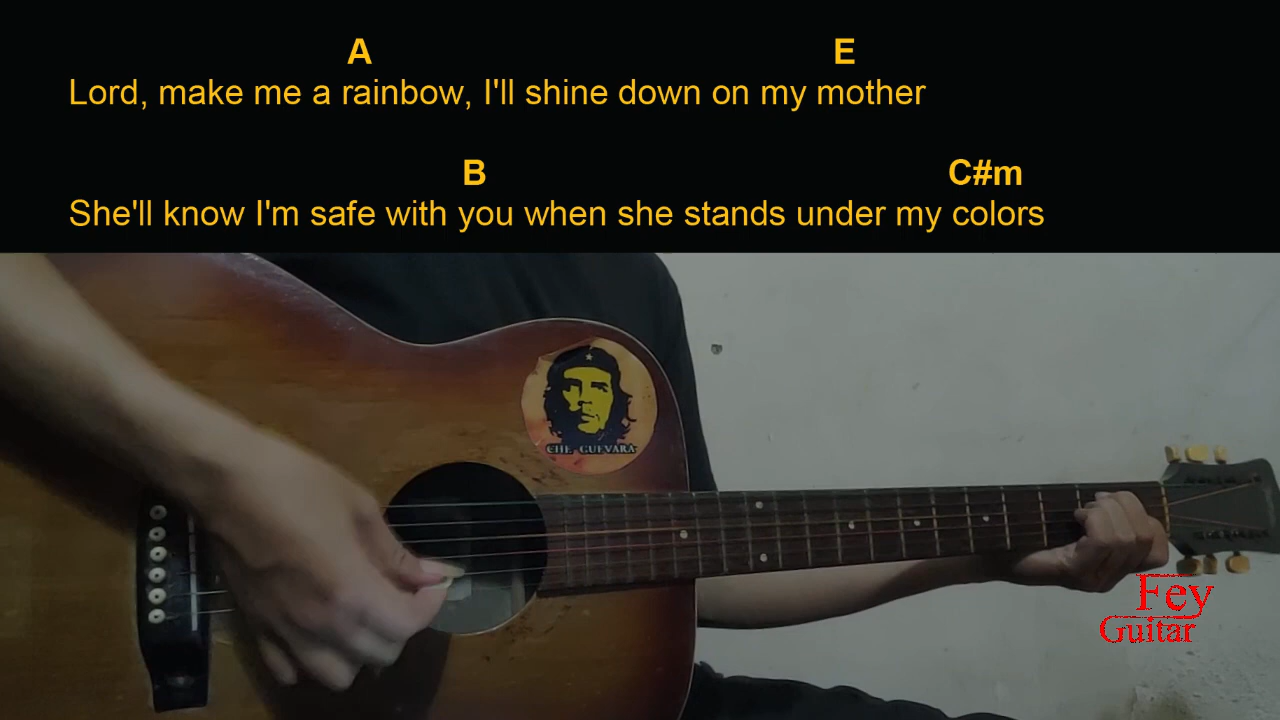 A E
Lord, make me a rainbow, I'll shine down on my mother
B C#m
She'll know I'm safe with you when she stands under my colors
CHE GUEVARA
Fey
Guitar